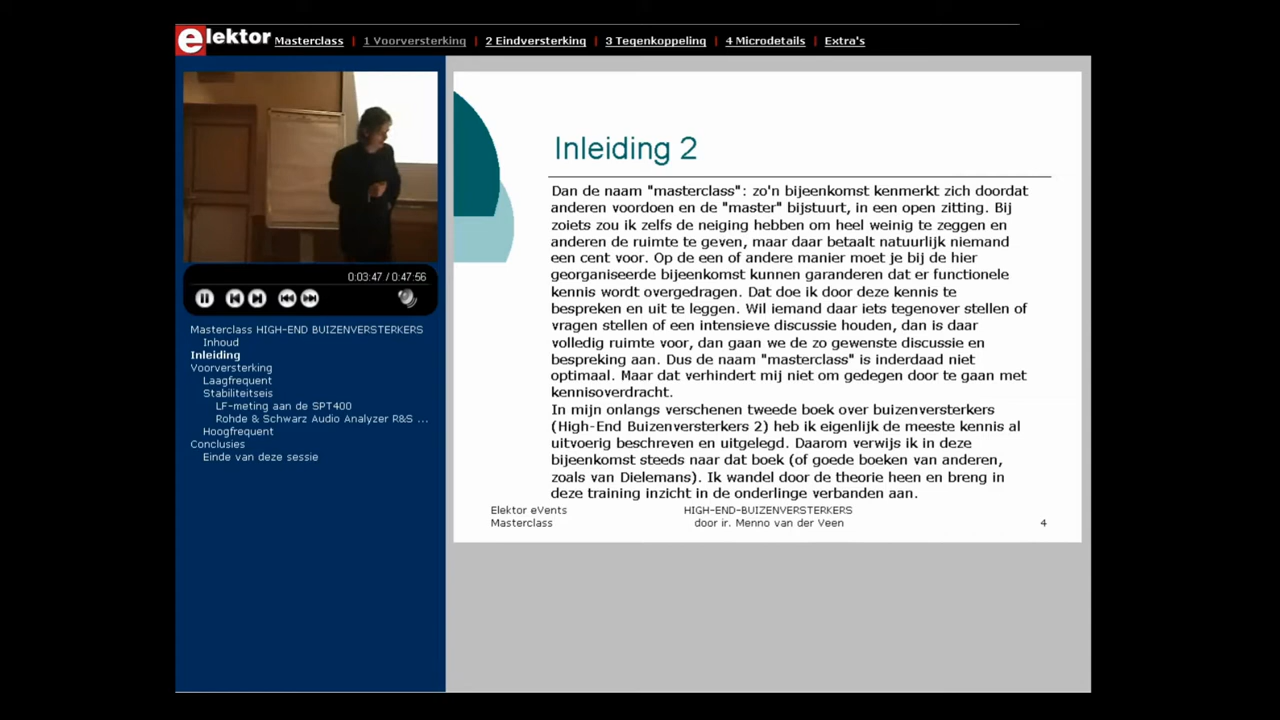 elektor Masterclass | 1 Voorversterking | 2 Eindversterking | 3 Tegenkoppeling | 4 Microdetails | Extra's
0:03:47 / 0:47:56
Masterclass HIGH-END BUIZENVERSTERKERS
Inhoud
Inleiding
Voorversterking
Laagfrequent
Stabiliteitseis
LF-meting aan de SPT400
Rohde & Schwarz Audio Analyzer R&S ...
Hoogfrequent
Conclusies
Einde van deze sessie
Inleiding 2
Dan de naam "masterclass": zo'n bijeenkomst kenmerkt zich doordat
anderen voordoen en de "master" bijstuurt, in een open zitting. Bij
zoiets zou ik zelfs de neiging hebben om heel weinig te zeggen en
anderen de ruimte te geven, maar daar betaalt natuurlijk niemand
een cent voor. Op de een of andere manier moet je bij de hier
georganiseerde bijeenkomst kunnen garanderen dat er functionele
kennis wordt overgedragen. Dat doe ik door deze kennis te
bespreken en uit te leggen. Wil iemand daar iets tegenover stellen of
vragen stellen of een intensieve discussie houden, dan is daar
volledig ruimte voor, dan gaan we de zo gewenste discussie en
bespreking aan. Dus de naam "masterclass" is inderdaad niet
optimaal. Maar dat verhindert mij niet om gedegen door te gaan met
kennisoverdracht.
In mijn onlangs verschenen tweede boek over buizenversterkers
(High-End Buizenversterkers 2) heb ik eigenlijk de meeste kennis al
uitvoerig beschreven en uitgelegd. Daarom verwijs ik in deze
bijeenkomst steeds naar dat boek (of goede boeken van anderen,
zoals van Dielemans). Ik wandel door de theorie heen en breng in
deze training inzicht in de onderlinge verbanden aan.
Elektor eVents
Masterclass
HIGH-END-BUIZENVERSTERKERS
door ir. Menno van der Veen
4